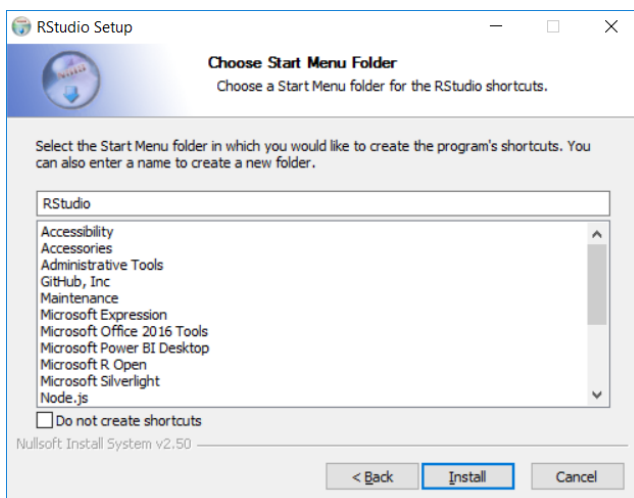 RStudio Setup
Choose Start Menu Folder
Choose a Start Menu folder for the RStudio shortcuts.
Select the Start Menu folder in which you would like to create the program's shortcuts. You
can also enter a name to create a new folder.
RStudio
Accessibility
Accessories
Administrative Tools
GitHub, Inc
Maintenance
Microsoft Expression
Microsoft Office 2016 Tools
Microsoft Power BI Desktop
Microsoft R Open
Microsoft Silverlight
Node.js
Do not create shortcuts
Nullsoft Install System v2.50
< Back Install Cancel